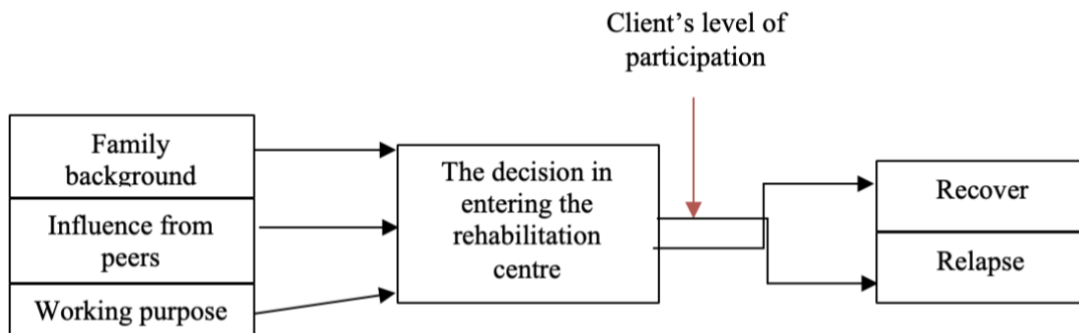 Client’s level of
participation
Family
background
Influence from
peers
Working purpose
The decision in
entering the
rehabilitation
centre
Recover
Relapse